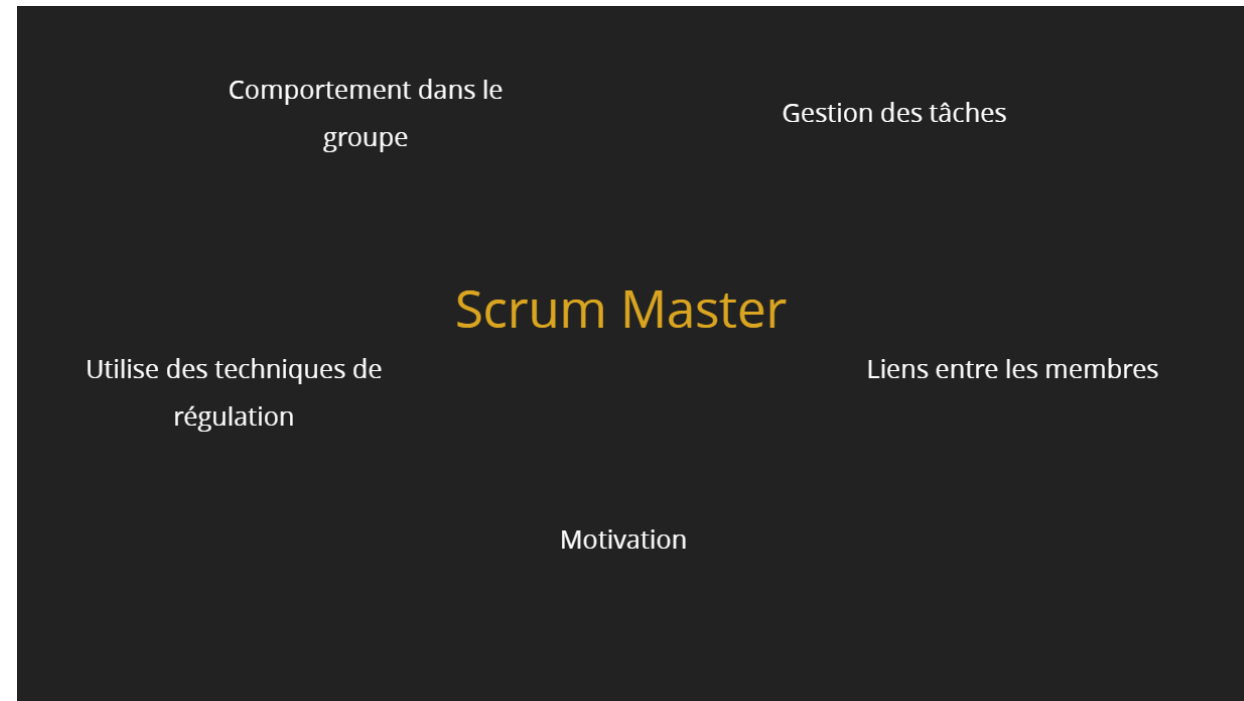 Comportement dans le
groupe
Gestion des tâches
Scrum Master
Utilise des techniques de
régulation
Liens entre les membres
Motivation